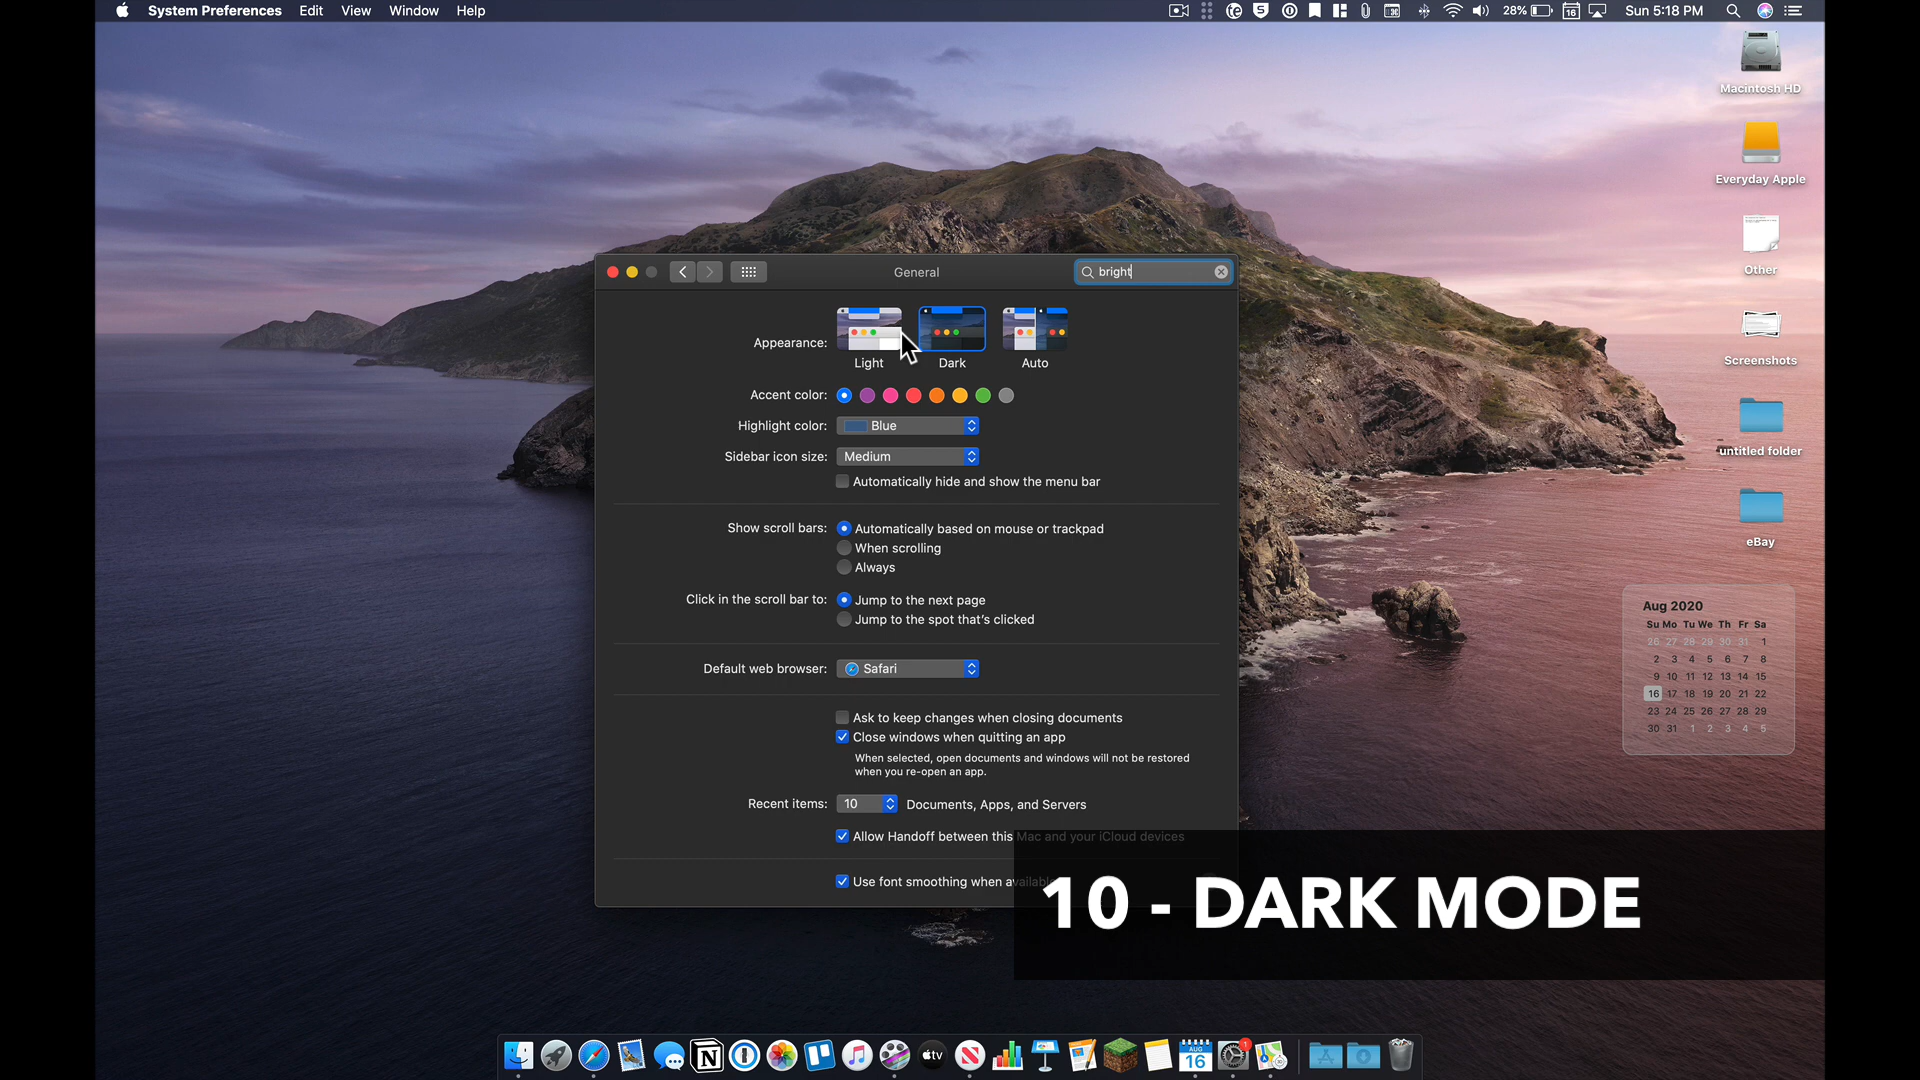 System Preferences Edit View Window Help
28% 16 Sun 5:18 PM
Macintosh HD
Everyday Apple
Other
Screenshots
untitled folder
eBay
General
bright
Appearance:
Light Dark Auto
Accent color:
Highlight color: Blue
Sidebar icon size: Medium
Automatically hide and show the menu bar
Show scroll bars: Automatically based on mouse or trackpad
When scrolling
Always
Click in the scroll bar to: Jump to the next page
Jump to the spot that's clicked
Default web browser: Safari
Ask to keep changes when closing documents
Close windows when quitting an app
When selected, open documents and windows will not be restored
when you re-open an app.
Recent items: 10 Documents, Apps, and Servers
Allow Handoff between this Mac and your iCloud devices
Use font smoothing when available
Aug 2020
Su Mo Tu We Th Fr Sa
26 27 28 29 30 31 1
2 3 4 5 6 7 8
9 10 11 12 13 14 15
16 17 18 19 20 21 22
23 24 25 26 27 28 29
30 31 1 2 3 4 5
10 - DARK MODE
tv
AUG
16
1